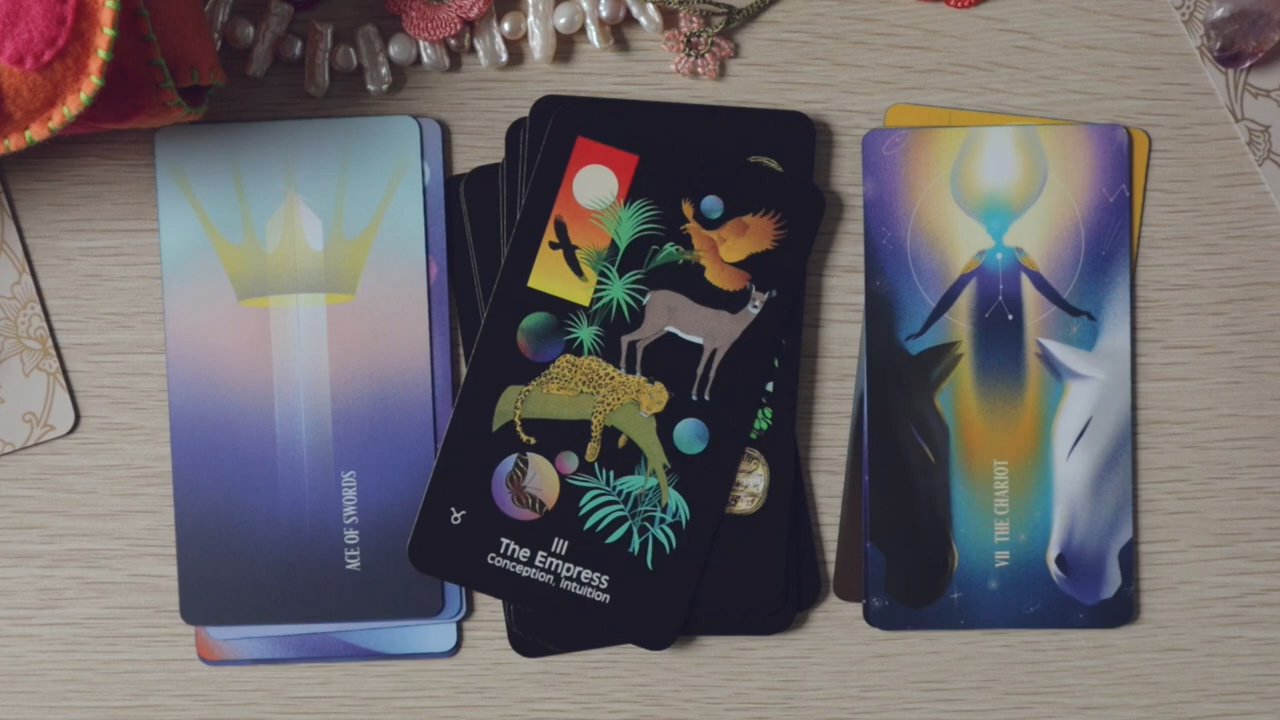 ACE OF SWORDS
III
The Empress
Conception, Intuition
VII THE CHARIOT